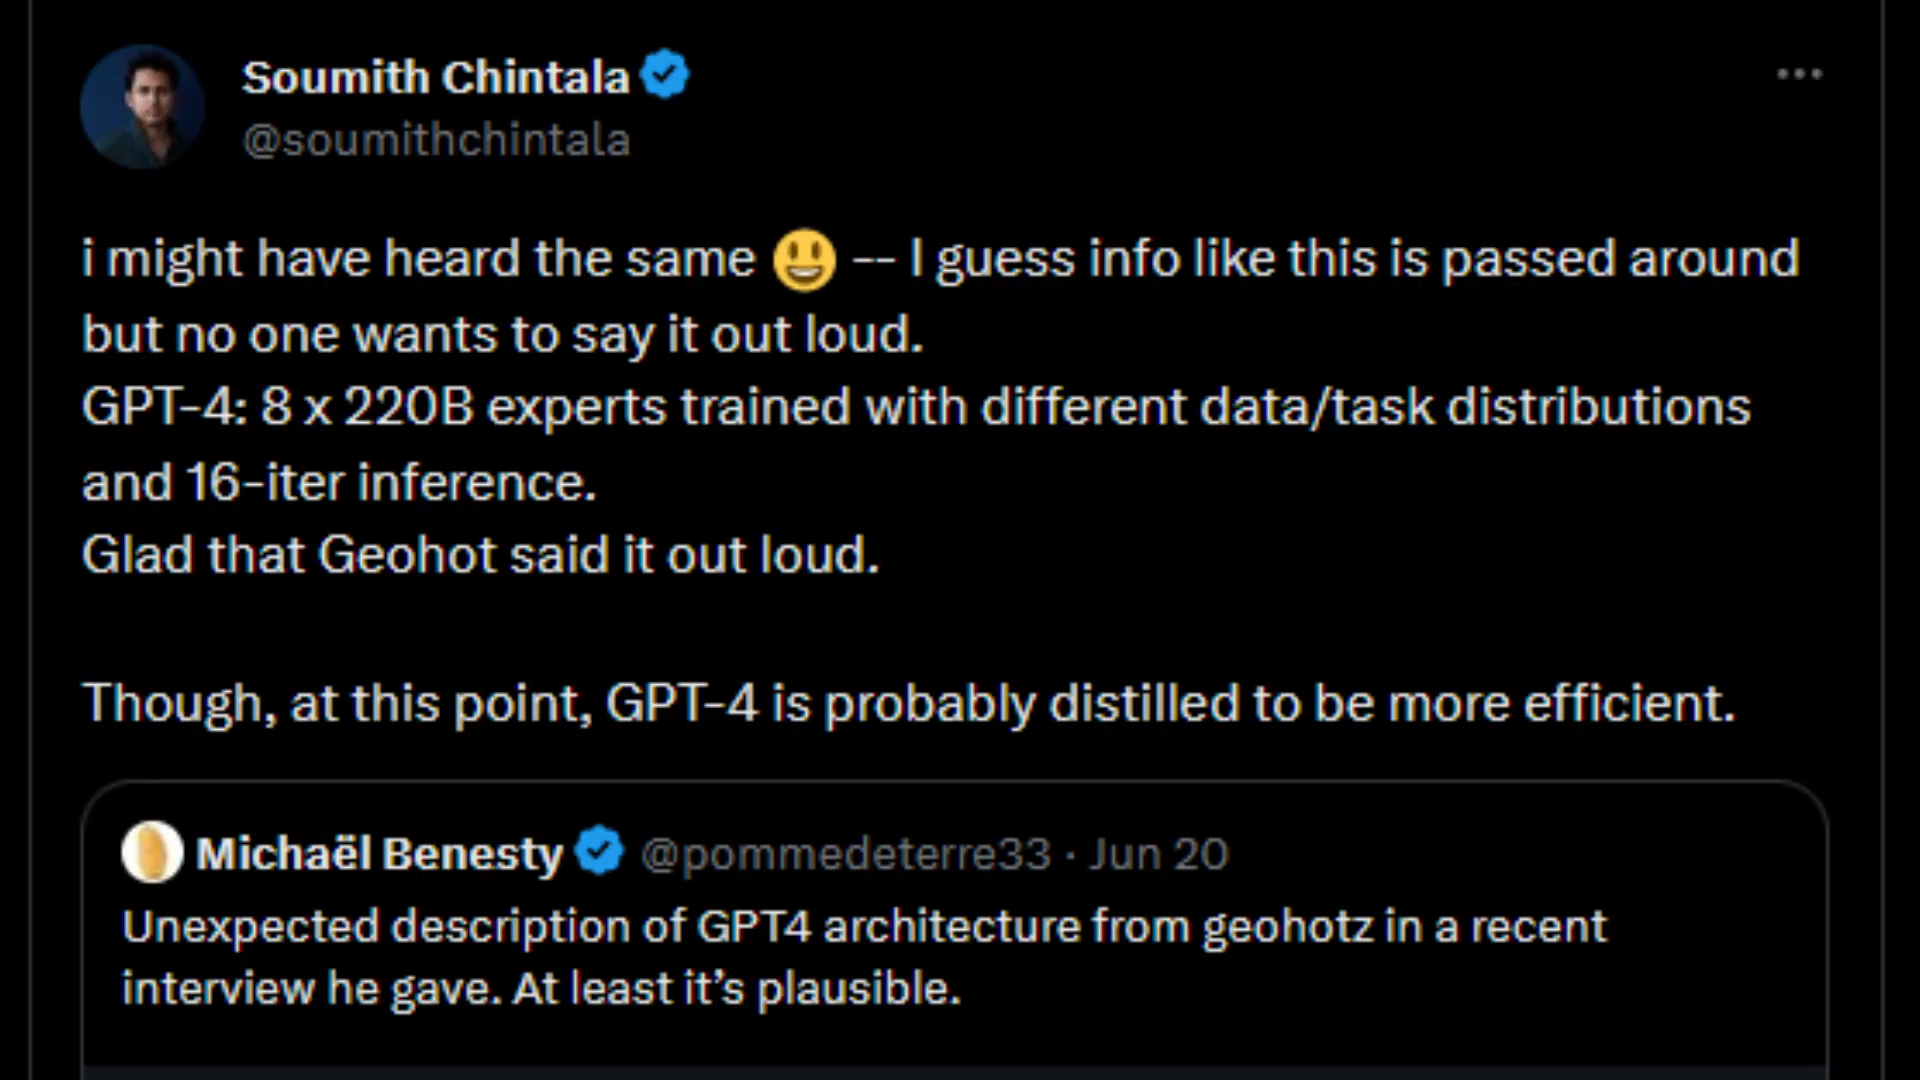 Soumith Chintala
@soumithchintala
i might have heard the same 😃 -- I guess info like this is passed around
but no one wants to say it out loud.
GPT-4: 8 x 220B experts trained with different data/task distributions
and 16-iter inference.
Glad that Geohot said it out loud.
Though, at this point, GPT-4 is probably distilled to be more efficient.
Michaël Benesty @pommedeterre33 · Jun 20
Unexpected description of GPT4 architecture from geohotz in a recent
interview he gave. At least it’s plausible.